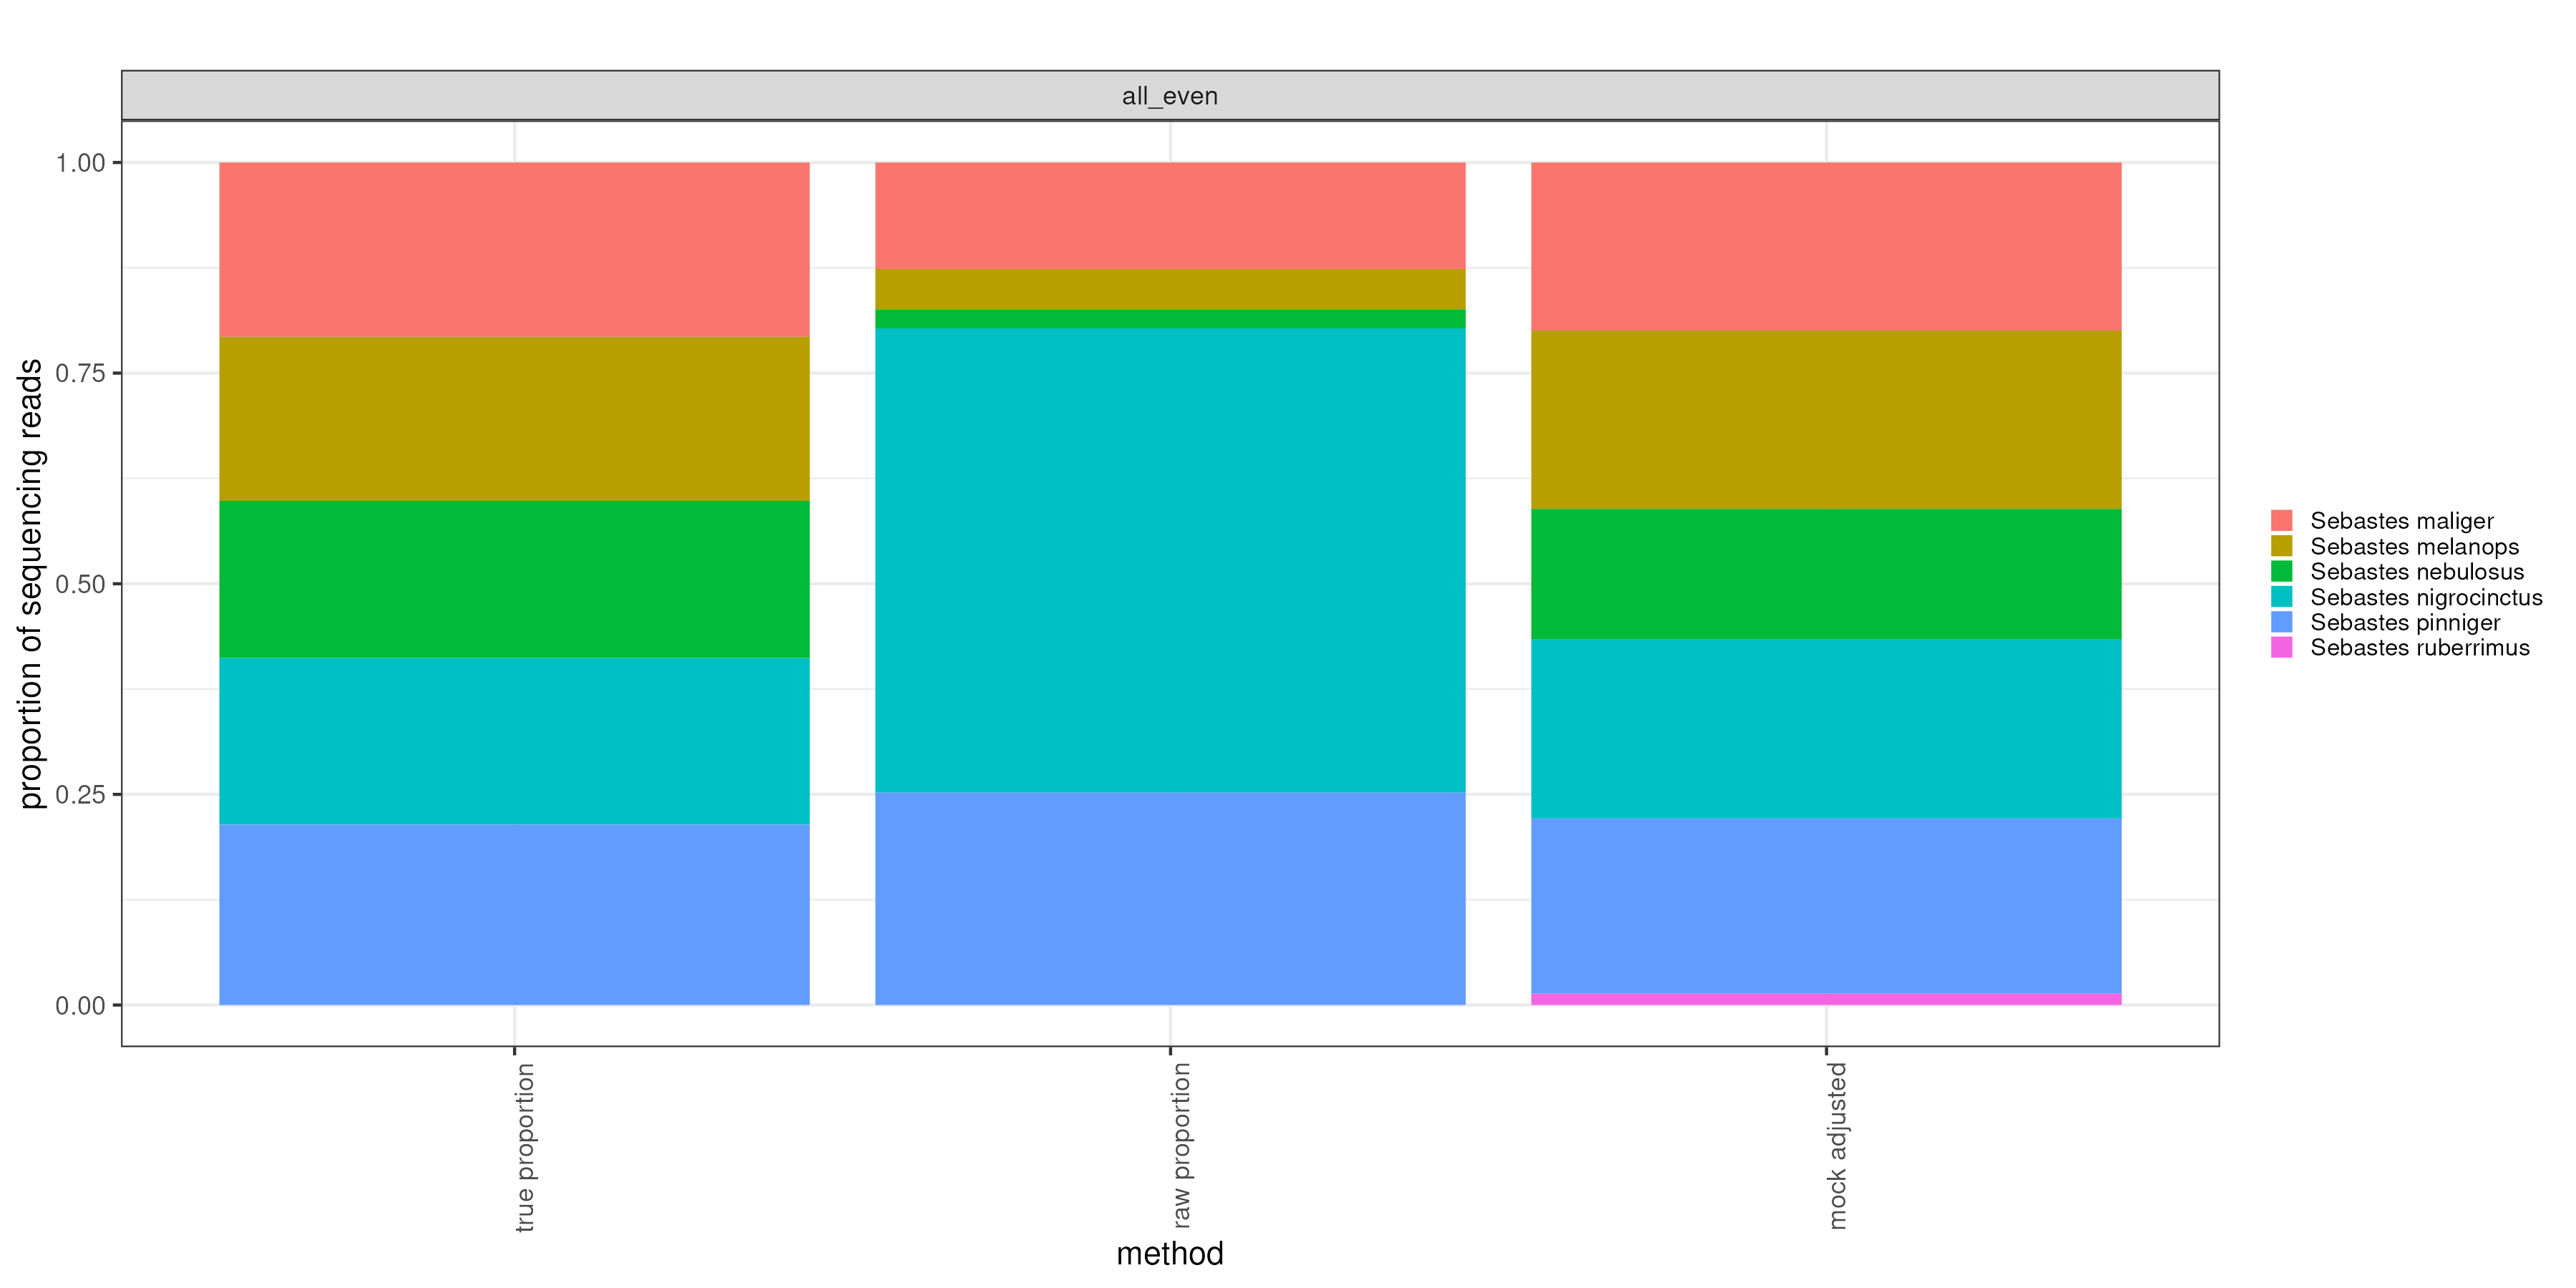 all_even
proportion of sequencing reads
1.00
0.75
0.50
0.25
0.00
true proportion
raw proportion
mock adjusted
method
Sebastes maliger
Sebastes melanops
Sebastes nebulosus
Sebastes nigrocinctus
Sebastes pinniger
Sebastes ruberrimus